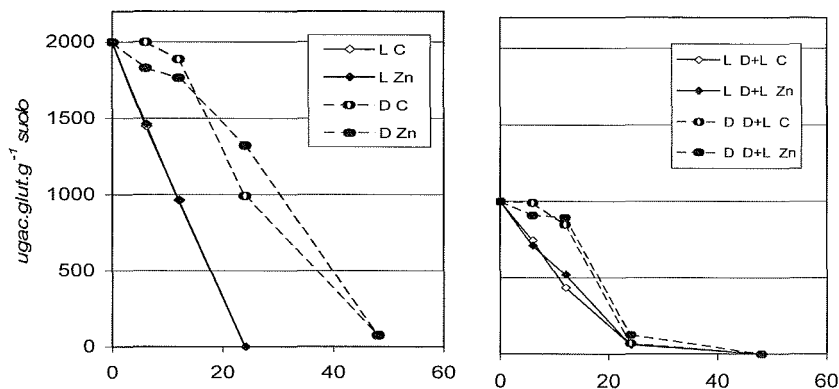 2000
1500
1000
500
0
ugac.glut.g⁻¹ suolo
0 20 40 60
L C
L Zn
D C
D Zn
0 20 40 60
L D+L C
L D+L Zn
D D+L C
D D+L Zn